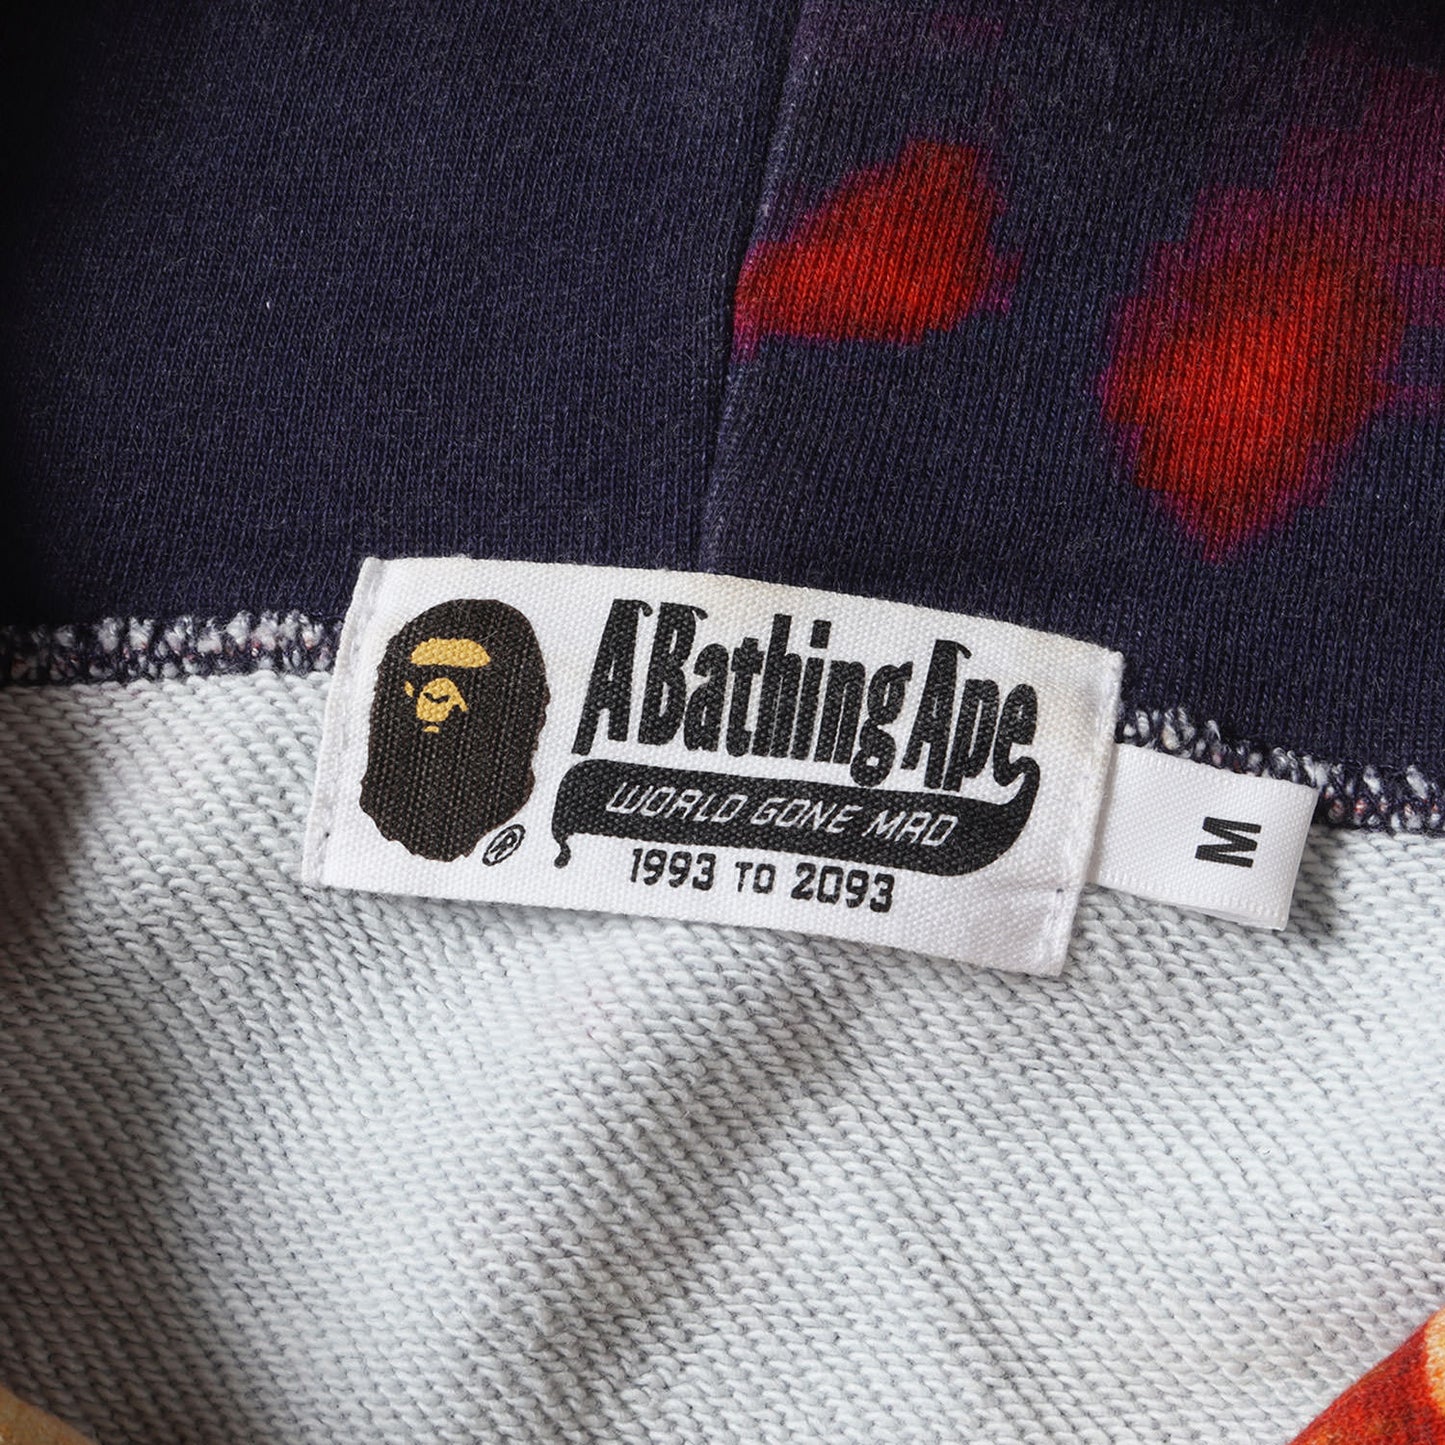 A Bathing Ape
WORLD GONE MAD
1993 TO 2093
M